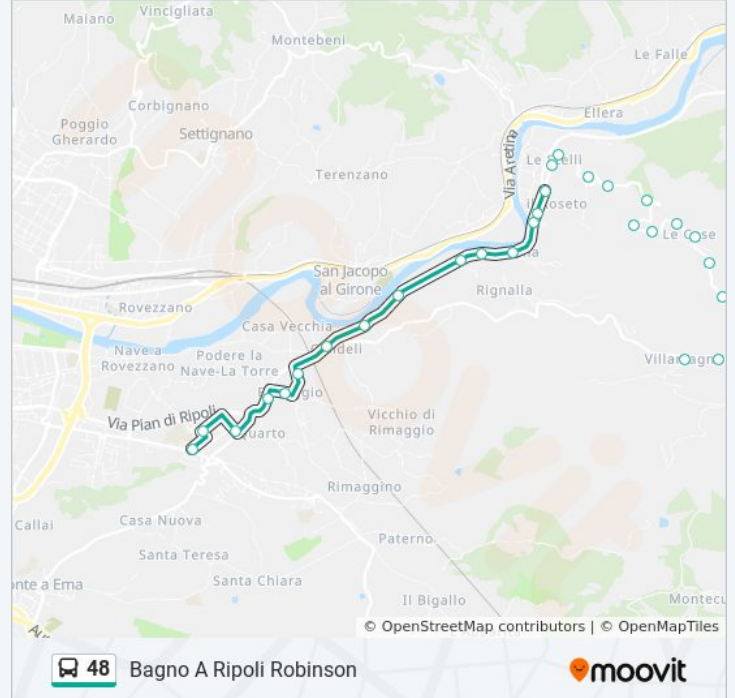 Vincigliata
Maiano
Montebeni
Le Falle
Corbignano
Ellera
Poggio
Gherardo
Settignano
Via Aretina
Terenzano
Le Case
San Jacopo
al Girone
Rignalla
Rovezzano
Casa Vecchia
Nave a
Rovezzano
Podere la
Nave-La Torre
Via Pian di Ripoli
Vicchio di
Rimaggio
Rimaggino
Callai
Casa Nuova
Paterno
Santa Teresa
Santa Chiara
Il Bigallo
© OpenStreetMap contributors | © OpenMapTiles
48 Bagno A Ripoli Robinson
moovit